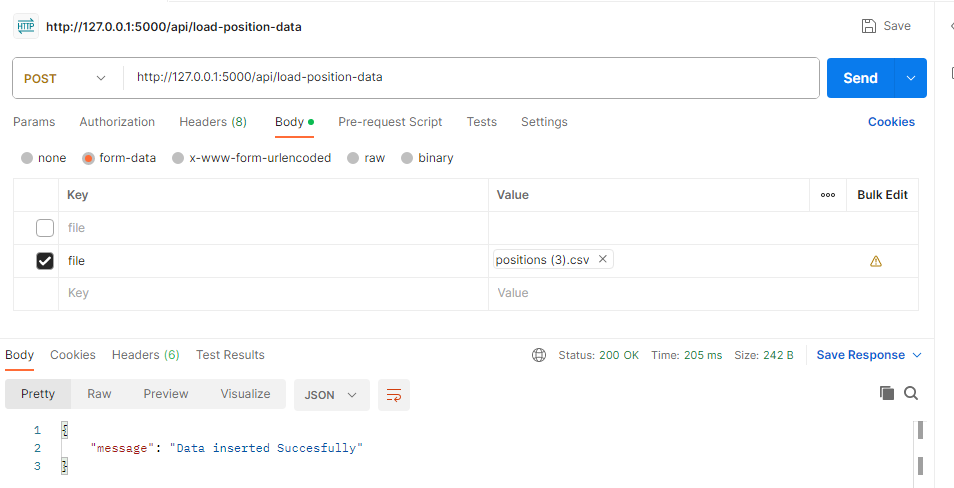 HTTP http://127.0.0.1:5000/api/load-position-data Save
POST http://127.0.0.1:5000/api/load-position-data Send
Params Authorization Headers (8) Body Pre-request Script Tests Settings Cookies
none form-data x-www-form-urlencoded raw binary
Key Value Bulk Edit
file
file positions (3).csv
Key Value
Body Cookies Headers (6) Test Results Status: 200 OK Time: 205 ms Size: 242 B Save Response
Pretty Raw Preview Visualize JSON
1 {
2 "message": "Data inserted Succesfully"
3 }